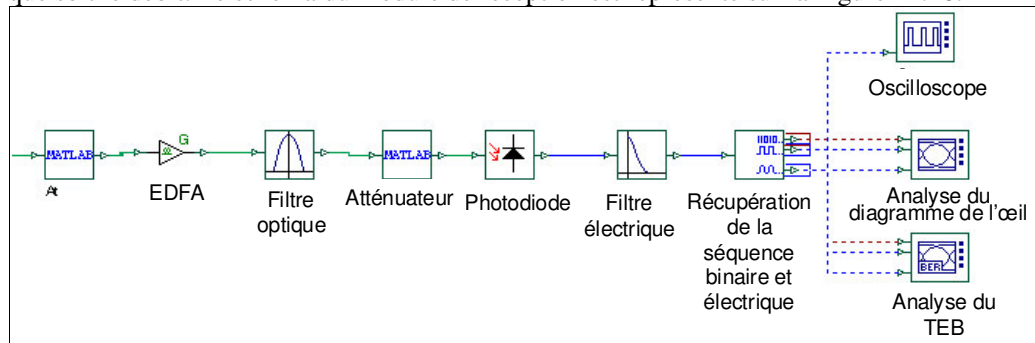 MATLAB
G
EDFA
Filtre
optique
MATLAB
Atténuateur
Photodiode
Filtre
électrique
Récupération
de la
séquence
binaire et
électrique
Oscilloscope
Analyse du
diagramme de l'œil
BER
Analyse du
TEB